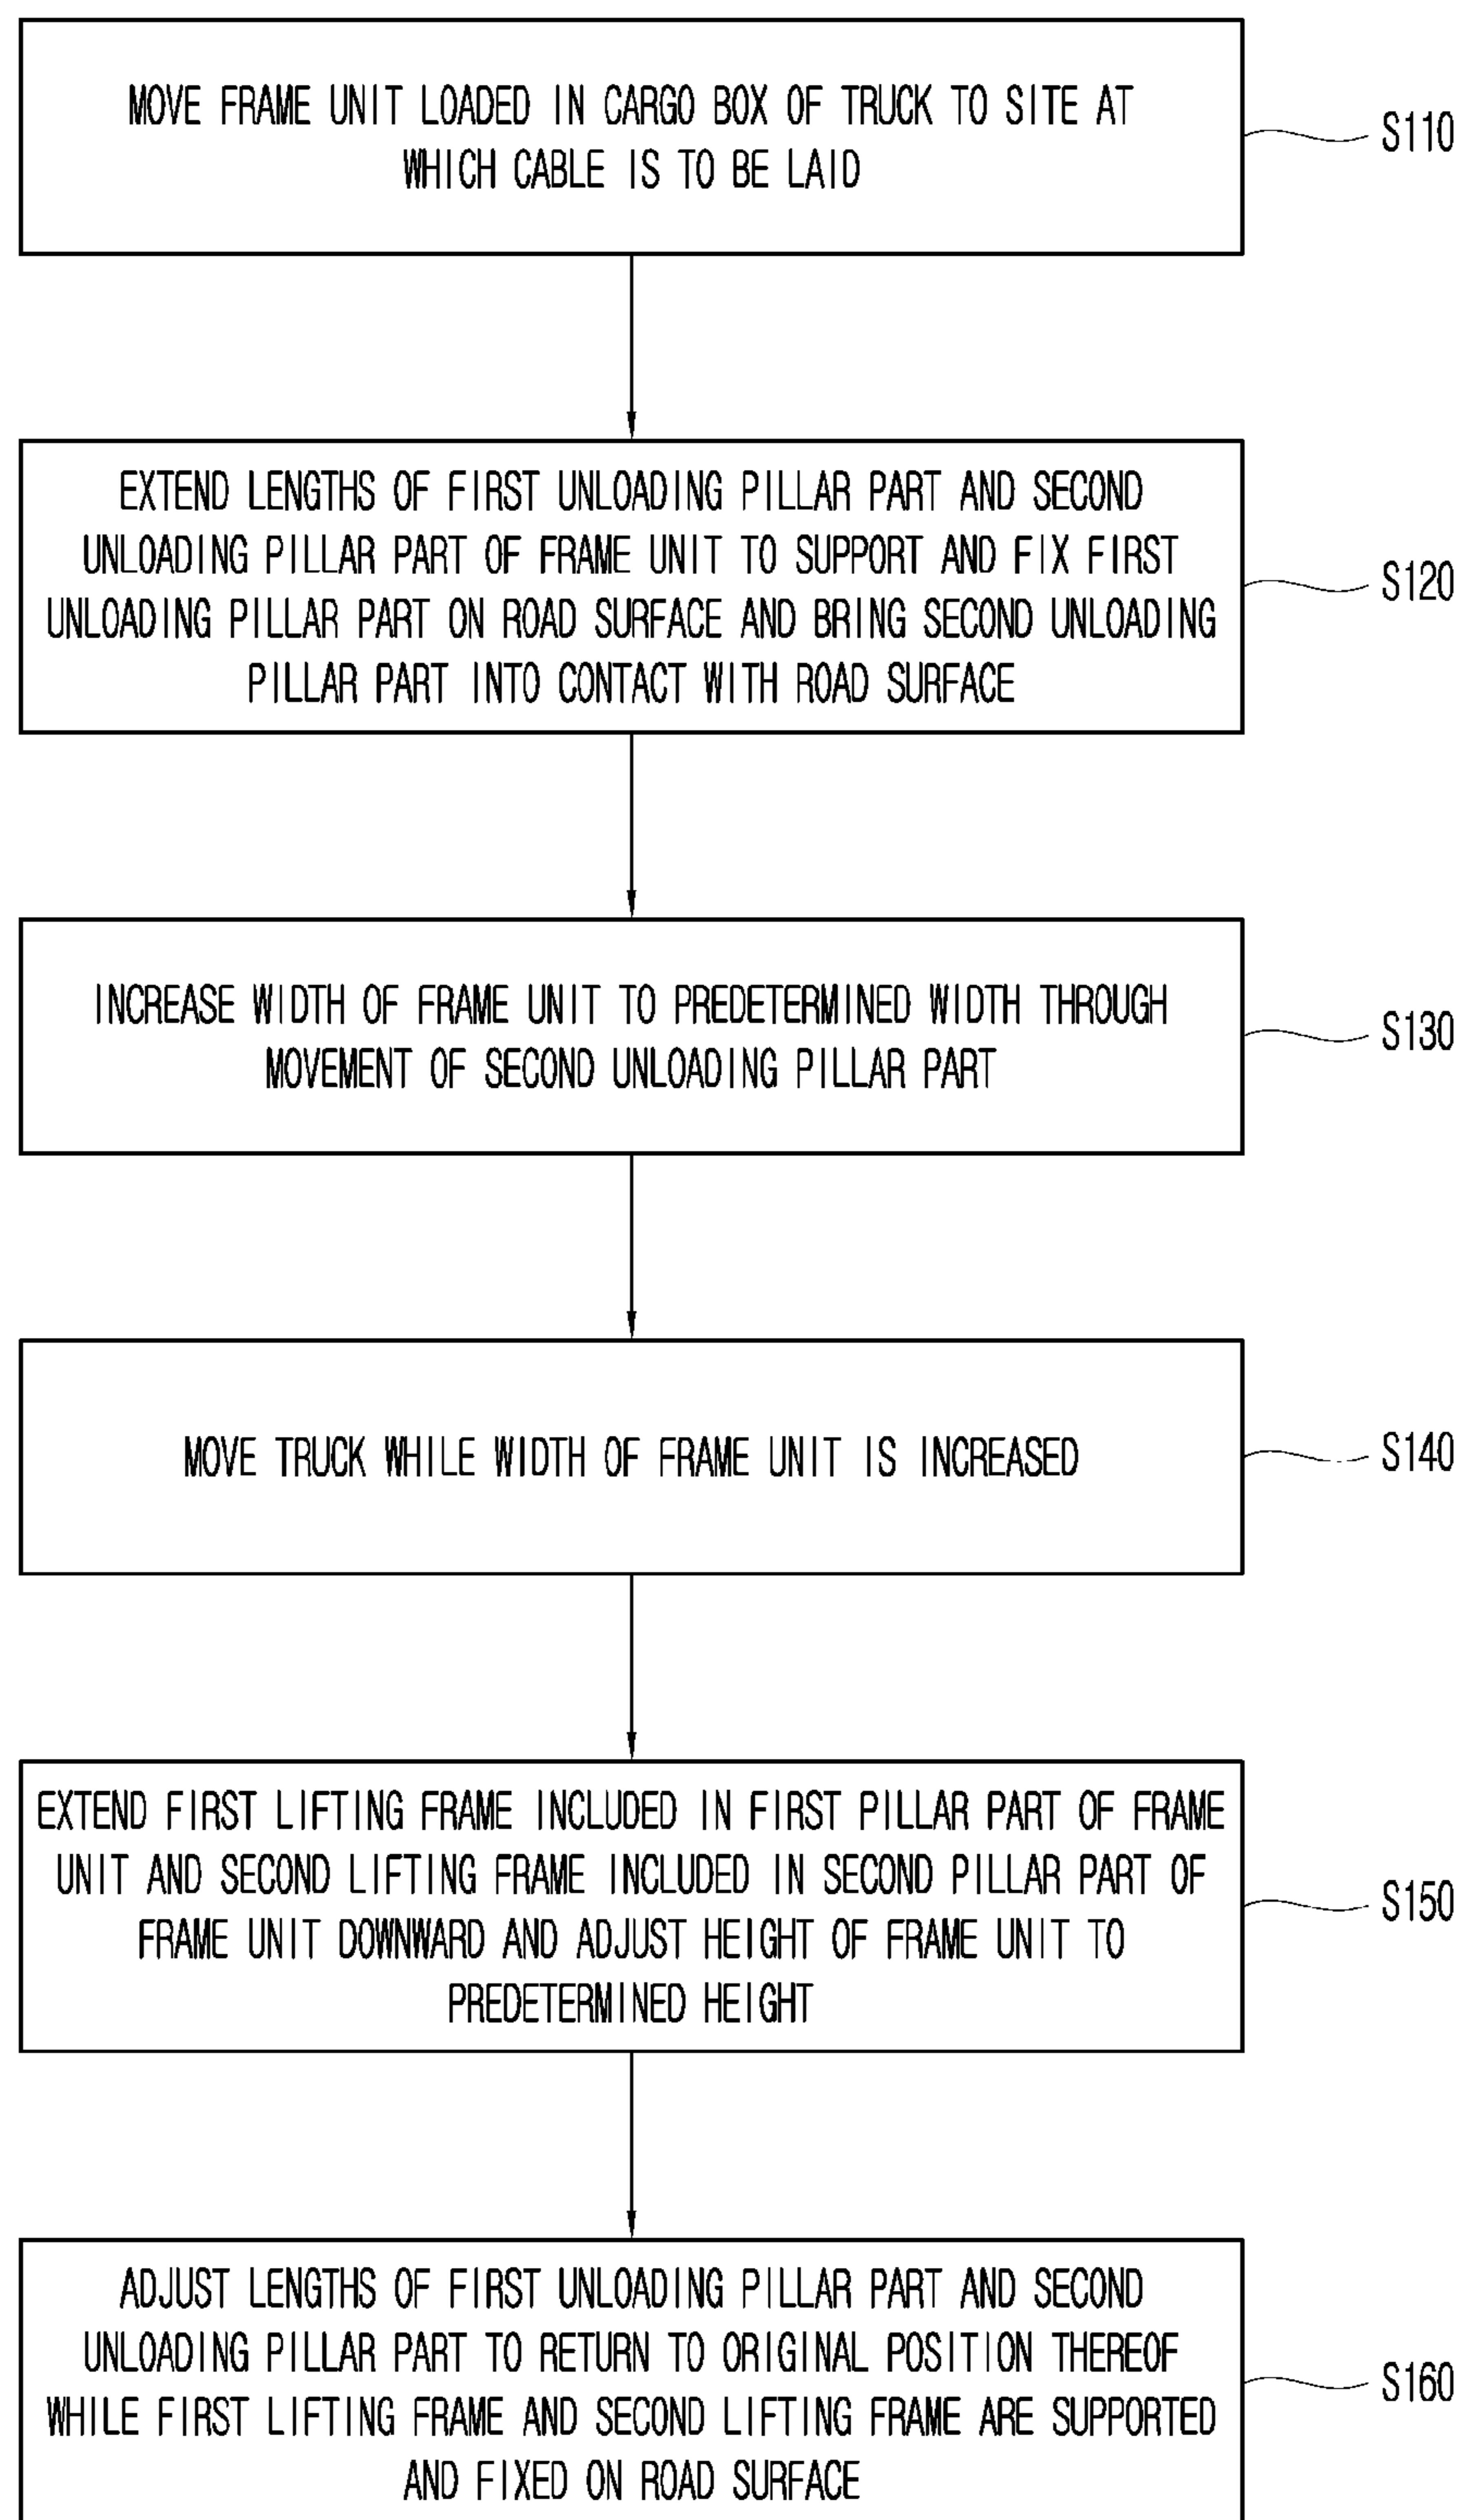 MOVE FRAME UNIT LOADED IN CARGO BOX OF TRUCK TO SITE AT
WHICH CABLE IS TO BE LAID
S110
EXTEND LENGTHS OF FIRST UNLOADING PILLAR PART AND SECOND
UNLOADING PILLAR PART OF FRAME UNIT TO SUPPORT AND FIX FIRST
UNLOADING PILLAR PART ON ROAD SURFACE AND BRING SECOND UNLOADING
PILLAR PART INTO CONTACT WITH ROAD SURFACE
S120
INCREASE WIDTH OF FRAME UNIT TO PREDETERMINED WIDTH THROUGH
MOVEMENT OF SECOND UNLOADING PILLAR PART
S130
MOVE TRUCK WHILE WIDTH OF FRAME UNIT IS INCREASED
S140
EXTEND FIRST LIFTING FRAME INCLUDED IN FIRST PILLAR PART OF FRAME
UNIT AND SECOND LIFTING FRAME INCLUDED IN SECOND PILLAR PART OF
FRAME UNIT DOWNWARD AND ADJUST HEIGHT OF FRAME UNIT TO
PREDETERMINED HEIGHT
S150
ADJUST LENGTHS OF FIRST UNLOADING PILLAR PART AND SECOND
UNLOADING PILLAR PART TO RETURN TO ORIGINAL POSITION THEREOF
WHILE FIRST LIFTING FRAME AND SECOND LIFTING FRAME ARE SUPPORTED
AND FIXED ON ROAD SURFACE
S160